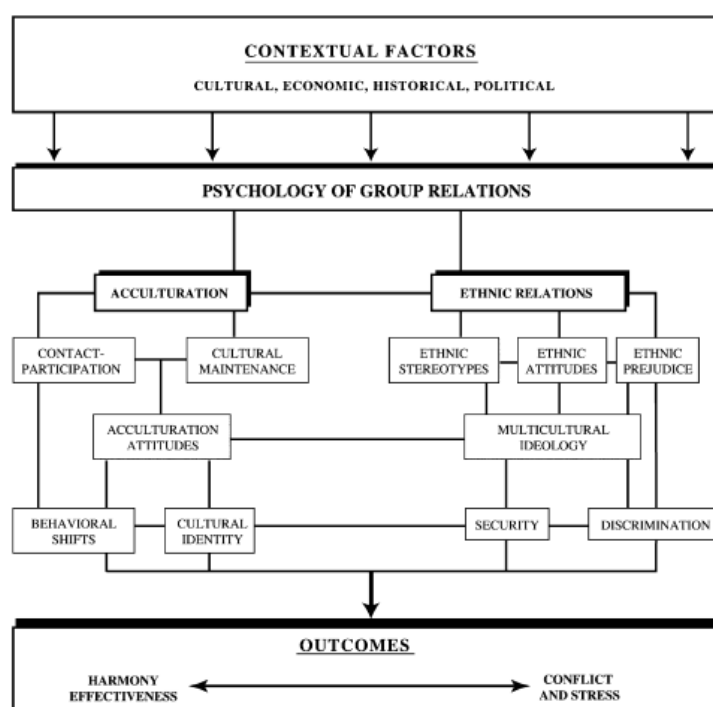 CONTEXTUAL FACTORS
CULTURAL, ECONOMIC, HISTORICAL, POLITICAL
PSYCHOLOGY OF GROUP RELATIONS
ACCULTURATION
ETHNIC RELATIONS
CONTACT-
PARTICIPATION
CULTURAL
MAINTENANCE
ETHNIC
STEREOTYPES
ETHNIC
ATTITUDES
ETHNIC
PREJUDICE
ACCULTURATION
ATTITUDES
MULTICULTURAL
IDEOLOGY
BEHAVIORAL
SHIFTS
CULTURAL
IDENTITY
SECURITY
DISCRIMINATION
OUTCOMES
HARMONY
EFFECTIVENESS
CONFLICT
AND STRESS